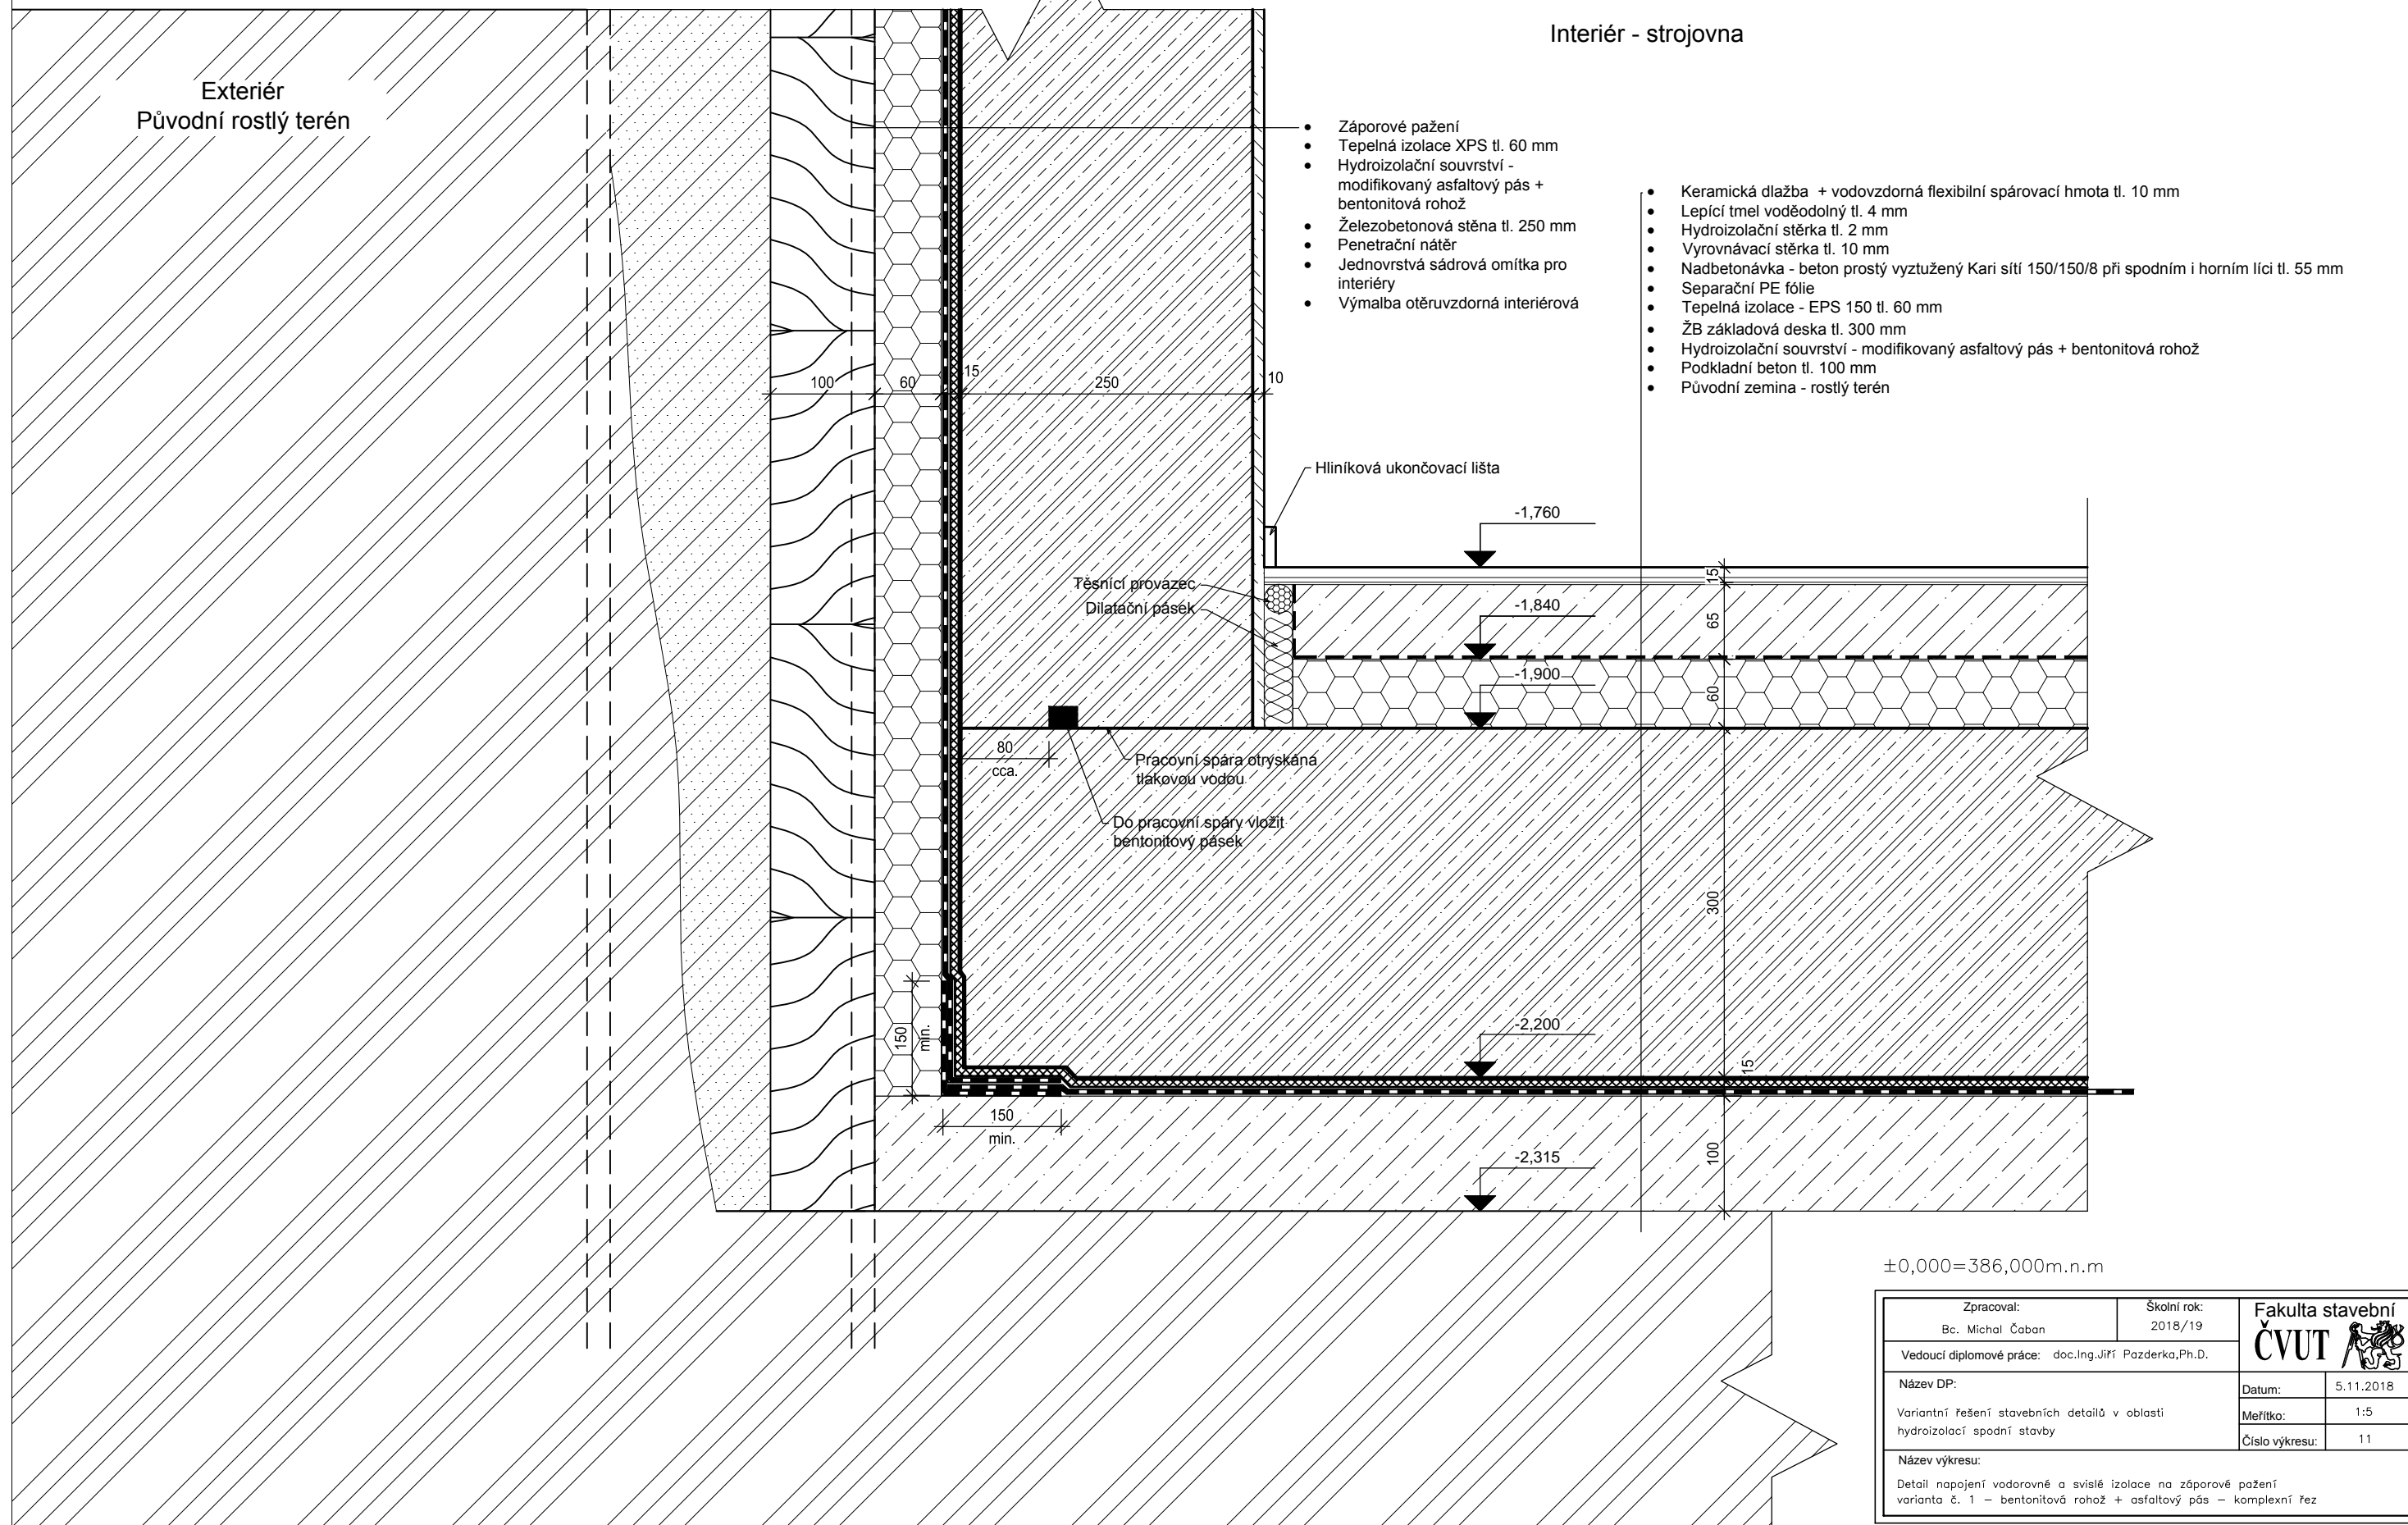 Interiér - strojovna
Exteriér
Původní rostlý terén
Záporové pažení
Tepelná izolace XPS tl. 60 mm
Hydroizolační souvrství -
modifikovaný asfaltový pás +
bentonitová rohož
Železobetonová stěna tl. 250 mm
Penetrační nátěr
Jednovrstvá sádrová omítka pro
interiéry
Výmalba otěruvzdorná interiérová
Keramická dlažba + vodovzdorná flexibilní spárovací hmota tl. 10 mm
Lepící tmel voděodolný tl. 4 mm
Hydroizolační stěrka tl. 2 mm
Vyrovnávací stěrka tl. 10 mm
Nadbetonávka - beton prostý vyztužený Kari sítí 150/150/8 při spodním i horním líci tl. 55 mm
Separační PE fólie
Tepelná izolace - EPS 150 tl. 60 mm
ŽB základová deska tl. 300 mm
Hydroizolační souvrství - modifikovaný asfaltový pás + bentonitová rohož
Podkladní beton tl. 100 mm
Původní zemina - rostlý terén
100
60
15
250
10
Hliníková ukončovací lišta
-1,760
15
Těsnící provazec
Dilatační pásek
-1,840
65
-1,900
60
80
cca.
Pracovní spára otryskaná
tlakovou vodou
Do pracovní spáry vložit
bentonitový pásek
300
150
min.
-2,200
15
150
min.
-2,315
100
±0,000=386,000m.n.m
Zpracoval:
Bc. Michal Čaban
Školní rok:
2018/19
Fakulta stavební
ČVUT
Vedoucí diplomové práce: doc.Ing.Jiří Pazderka,Ph.D.
Název DP:
Variantní řešení stavebních detailů v oblasti
hydroizolací spodní stavby
Datum: 5.11.2018
Meřítko: 1:5
Číslo výkresu: 11
Název výkresu:
Detail napojení vodorovné a svislé izolace na záporové pažení
varianta č. 1 – bentonitová rohož + asfaltový pás – komplexní řez